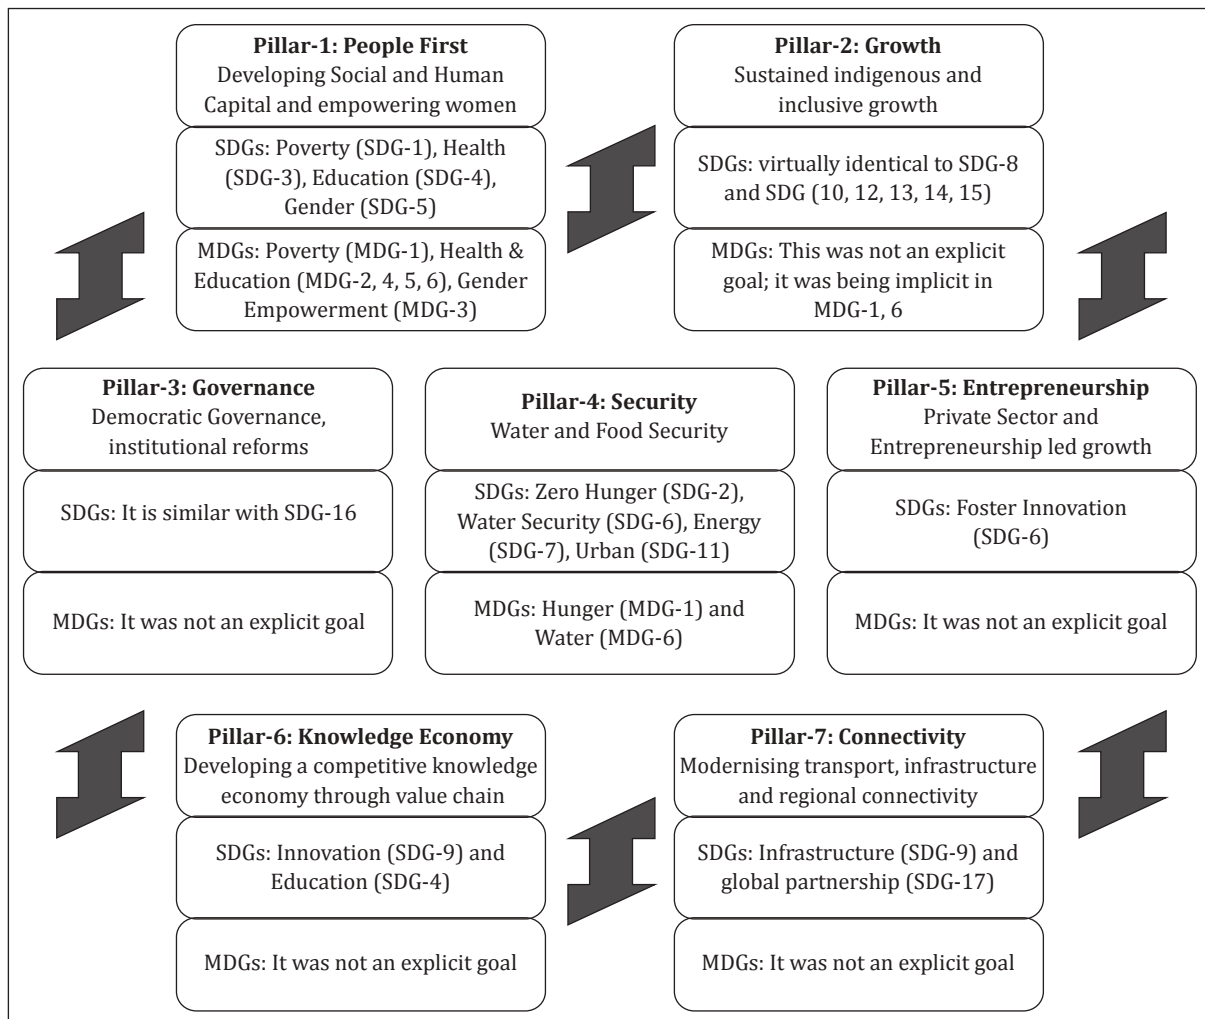 Pillar-1: People First
Developing Social and Human
Capital and empowering women
SDGs: Poverty (SDG-1), Health
(SDG-3), Education (SDG-4),
Gender (SDG-5)
MDGs: Poverty (MDG-1), Health &
Education (MDG-2, 4, 5, 6), Gender
Empowerment (MDG-3)
Pillar-2: Growth
Sustained indigenous and
inclusive growth
SDGs: virtually identical to SDG-8
and SDG (10, 12, 13, 14, 15)
MDGs: This was not an explicit
goal; it was being implicit in
MDG-1, 6
Pillar-3: Governance
Democratic Governance,
institutional reforms
SDGs: It is similar with SDG-16
MDGs: It was not an explicit goal
Pillar-4: Security
Water and Food Security
SDGs: Zero Hunger (SDG-2),
Water Security (SDG-6), Energy
(SDG-7), Urban (SDG-11)
MDGs: Hunger (MDG-1) and
Water (MDG-6)
Pillar-5: Entrepreneurship
Private Sector and
Entrepreneurship led growth
SDGs: Foster Innovation
(SDG-6)
MDGs: It was not an explicit goal
Pillar-6: Knowledge Economy
Developing a competitive knowledge
economy through value chain
SDGs: Innovation (SDG-9) and
Education (SDG-4)
MDGs: It was not an explicit goal
Pillar-7: Connectivity
Modernising transport, infrastructure
and regional connectivity
SDGs: Infrastructure (SDG-9) and
global partnership (SDG-17)
MDGs: It was not an explicit goal